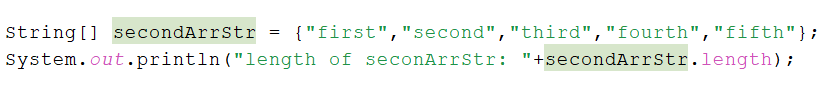 String[] secondArrStr = {"first","second","third","fourth","fifth"};
System.out.println("length of seconArrStr: "+secondArrStr.length);